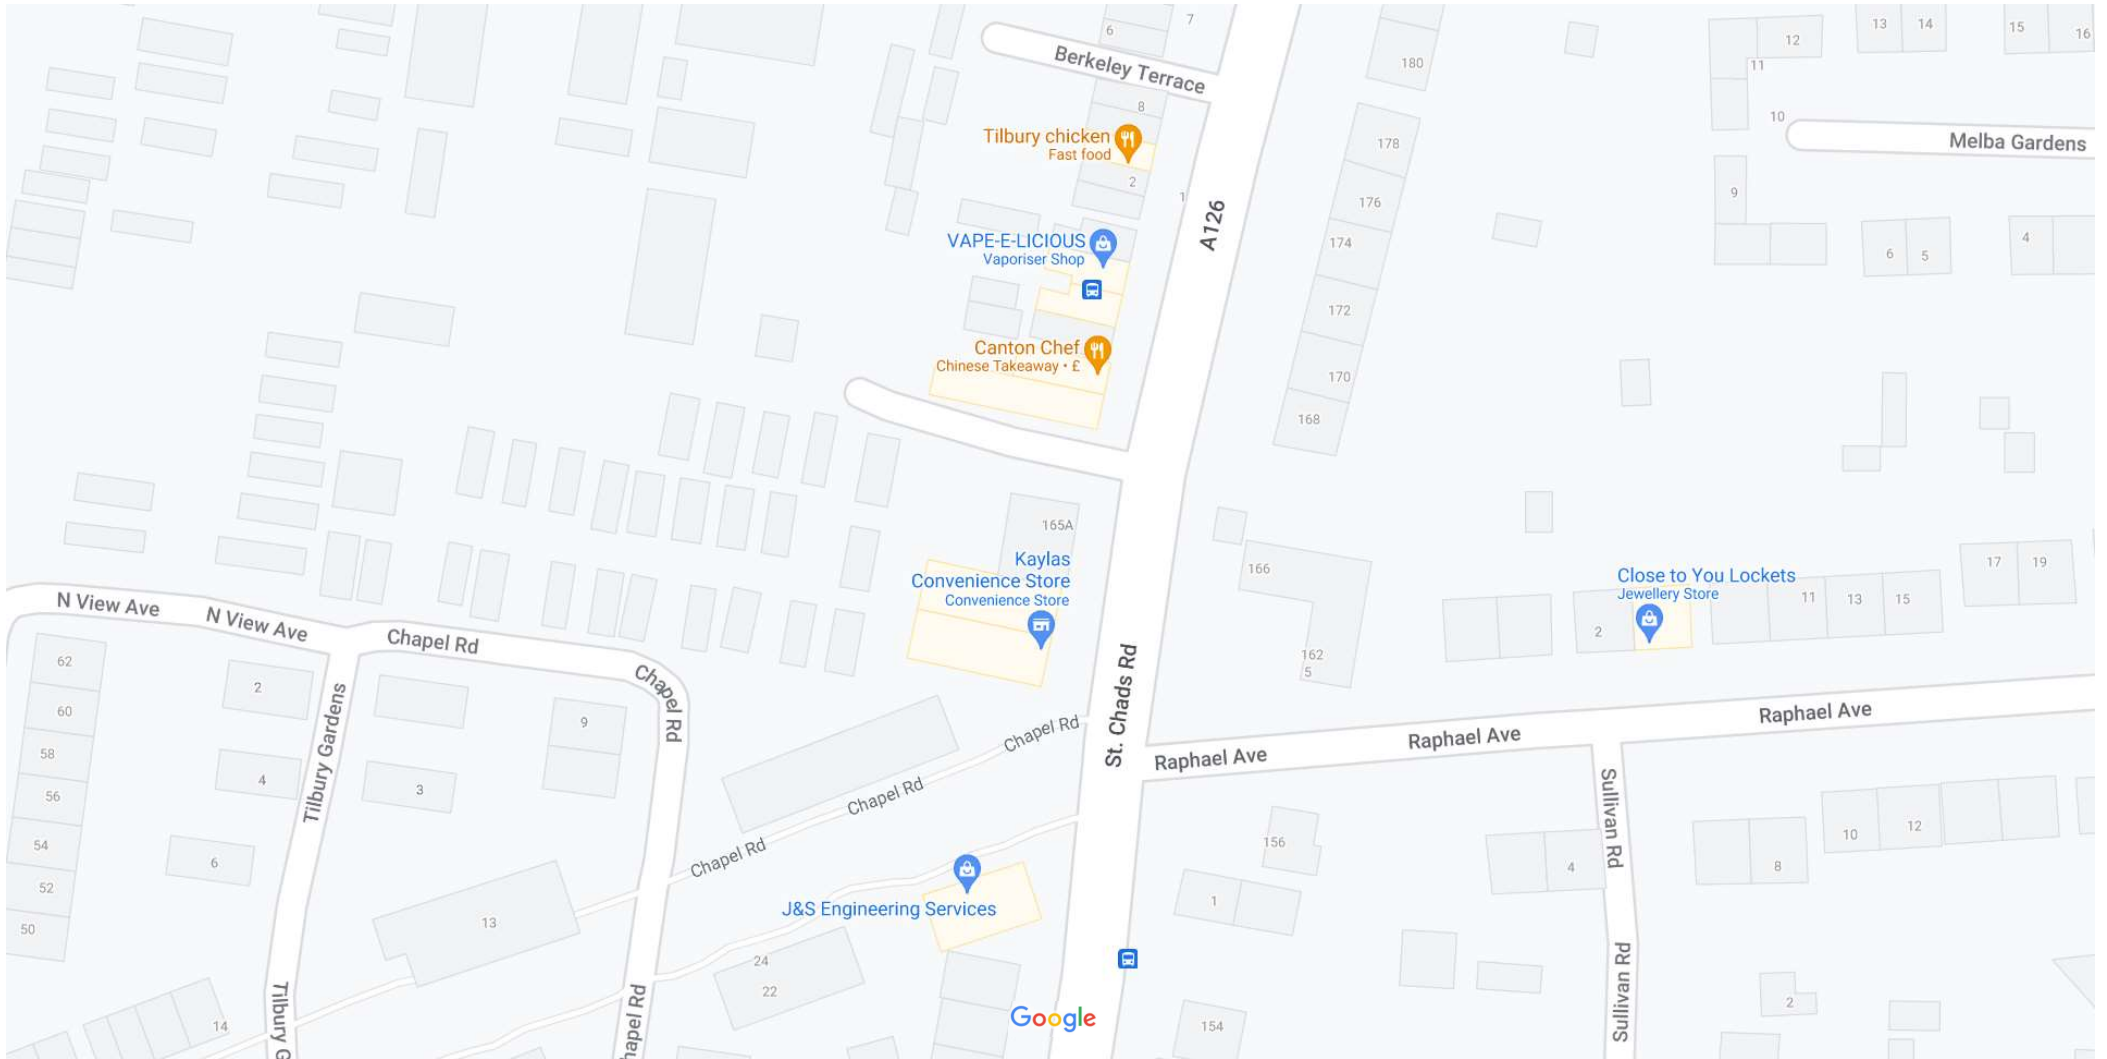 7
6
Berkeley Terrace
180
12
13
14
15
16
11
10
8
Tilbury chicken
Fast food
178
Melba Gardens
2
1
9
176
A126
VAPE-E-LICIOUS
Vaporiser Shop
174
6
5
4
172
Canton Chef
Chinese Takeaway • £
170
168
165A
Kaylas
Convenience Store
Convenience Store
166
Close to You Lockets
Jewellery Store
17
19
11
13
15
2
N View Ave
N View Ave
Chapel Rd
Chapel Rd
Chapel Rd
62
60
58
56
54
52
50
2
4
6
Tilbury Gardens
3
9
162
5
St. Chads Rd
Chapel Rd
Chapel Rd
Chapel Rd
Raphael Ave
Raphael Ave
Raphael Ave
Sullivan Rd
156
4
8
10
12
1
J&S Engineering Services
13
24
22
14
Tilbury G
hapel Rd
Google
154
Sullivan Rd
2